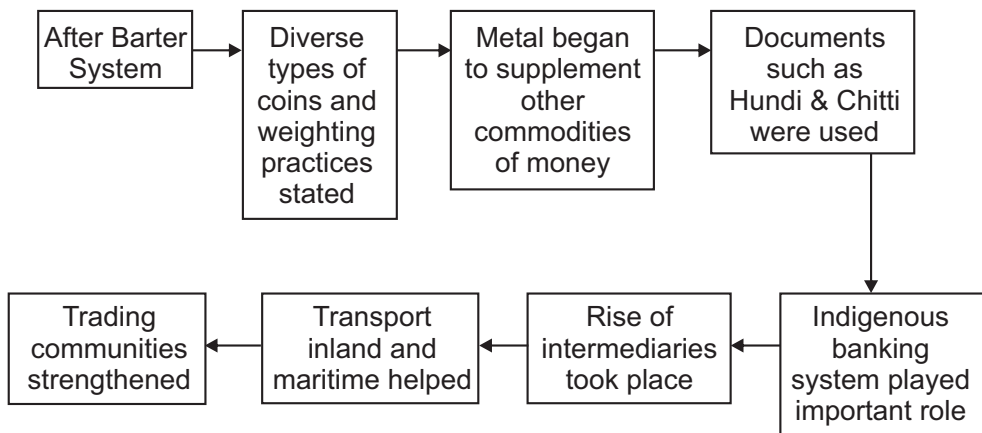 After Barter
System
Diverse
types of
coins and
weighting
practices
stated
Metal began
to supplement
other
commodities
of money
Documents
such as
Hundi & Chitti
were used
Indigenous
banking
system played
important role
Rise of
intermediaries
took place
Transport
inland and
maritime helped
Trading
communities
strengthened